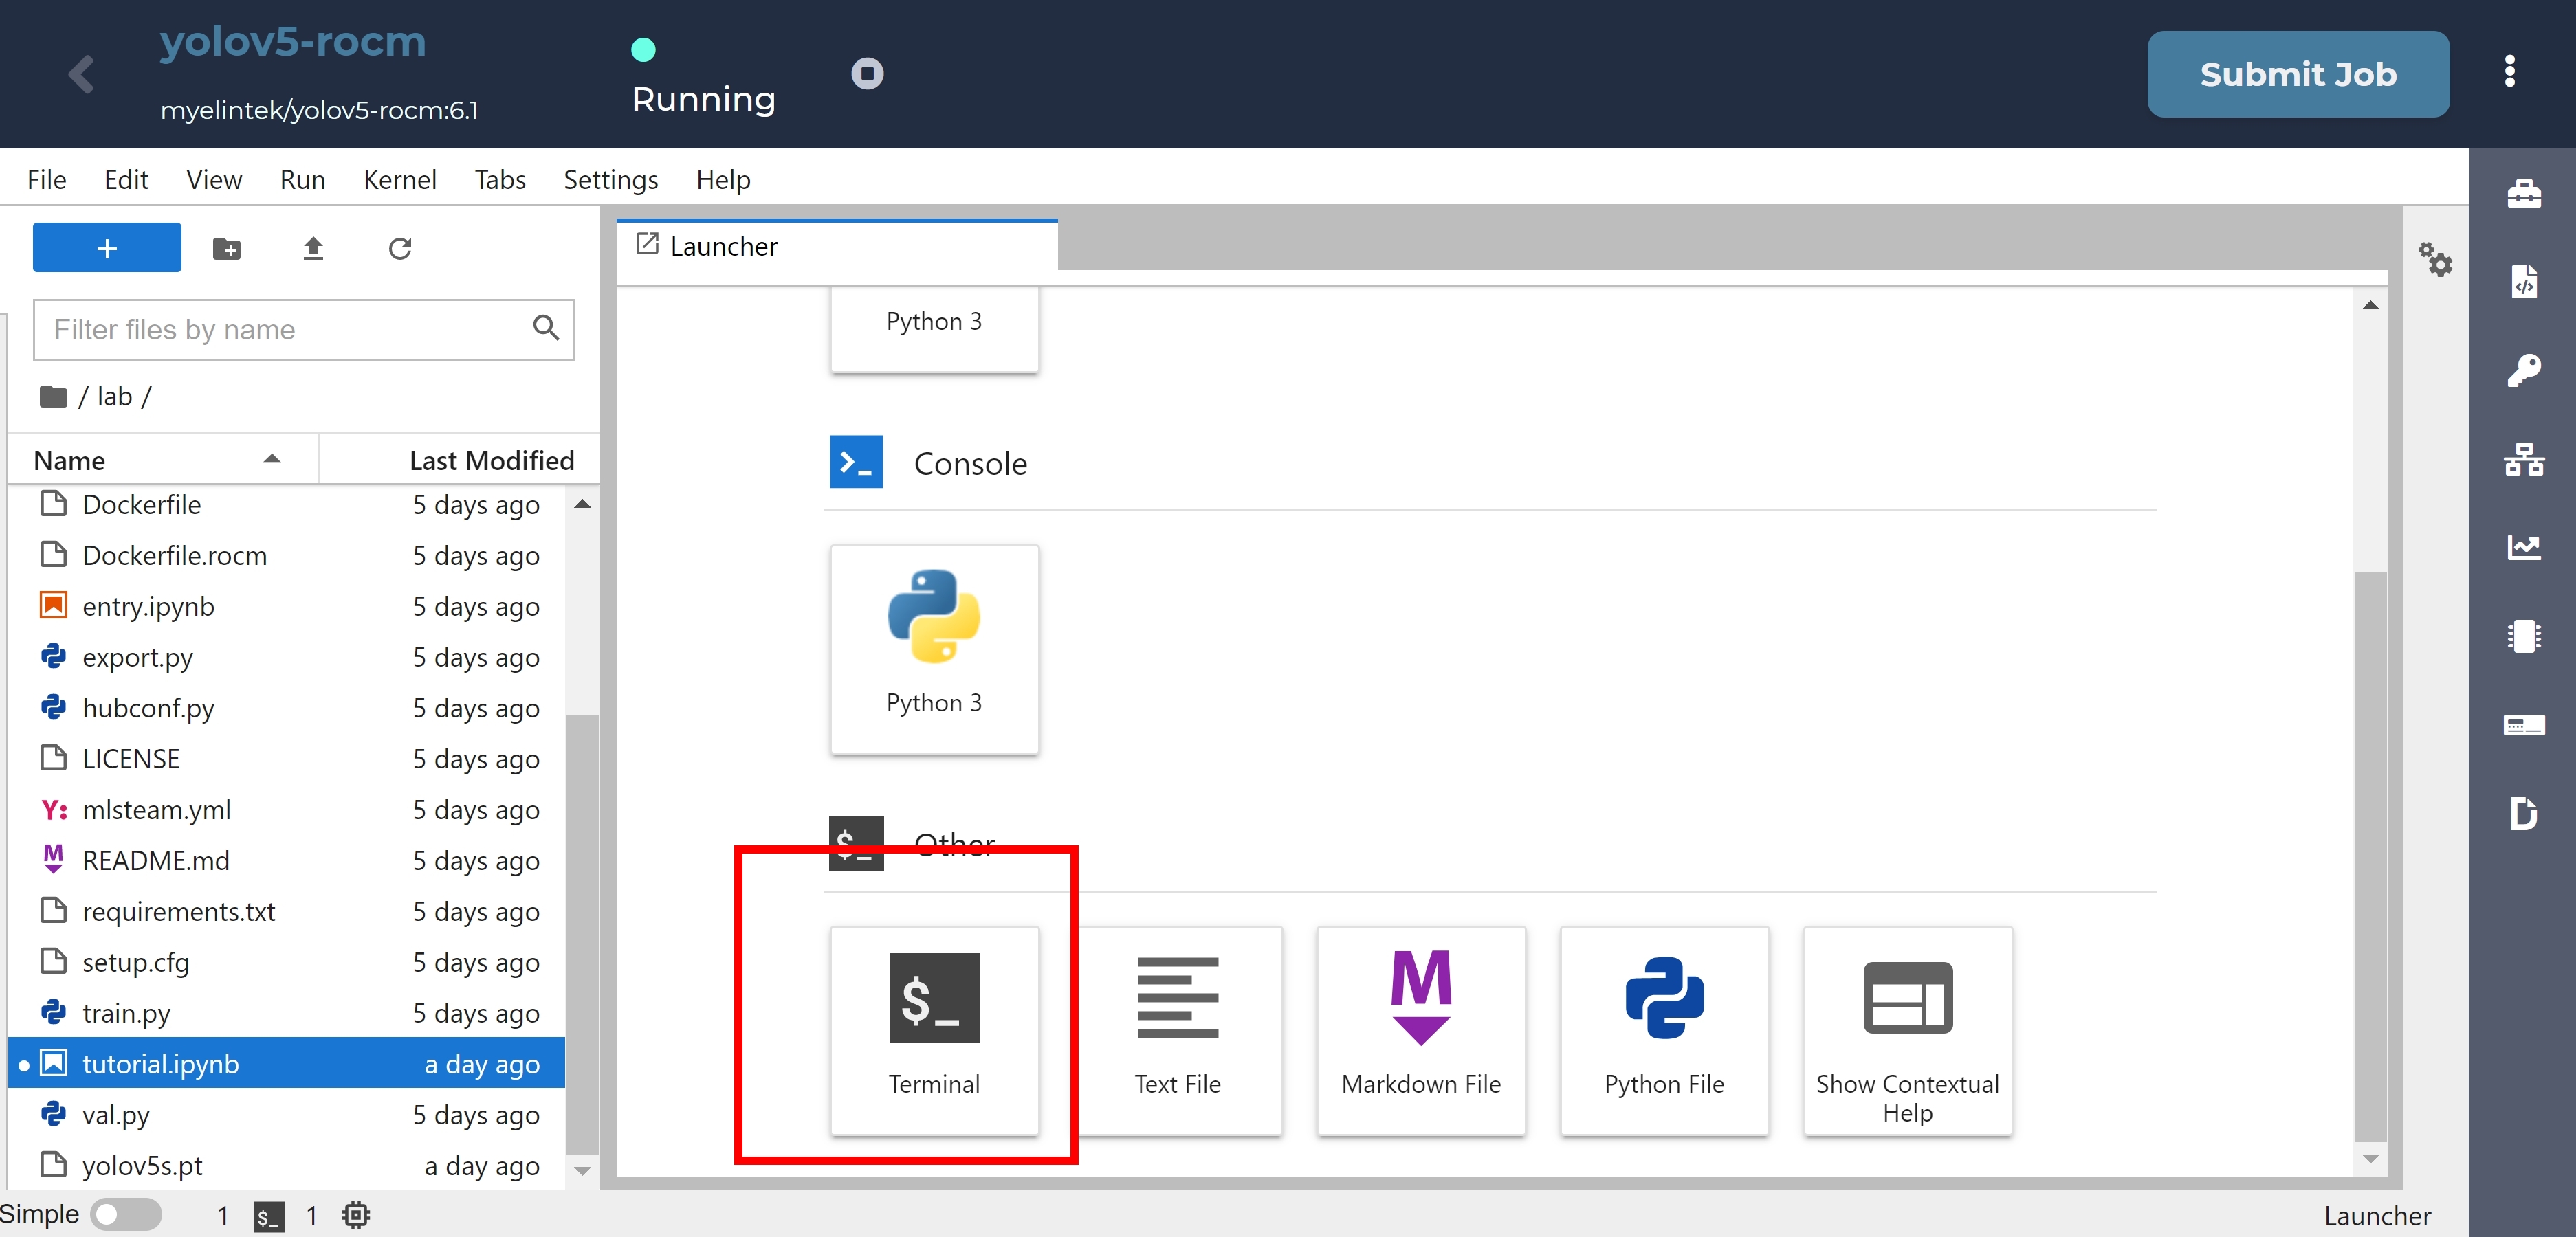 yolov5-rocm
myelintek/yolov5-rocm:6.1
Running
Submit Job
File Edit View Run Kernel Tabs Settings Help
+
Filter files by name
/ lab /
Name Last Modified
Dockerfile 5 days ago
Dockerfile.rocm 5 days ago
entry.ipynb 5 days ago
export.py 5 days ago
hubconf.py 5 days ago
LICENSE 5 days ago
Y: mlsteam.yml 5 days ago
M README.md 5 days ago
requirements.txt 5 days ago
setup.cfg 5 days ago
train.py 5 days ago
tutorial.ipynb a day ago
val.py 5 days ago
yolov5s.pt a day ago
Launcher
Python 3
Console
Python 3
$_ Other
$_
Terminal
Text File
M
Markdown File
Python File
Show Contextual
Help
Simple 1 $_ 1 Launcher